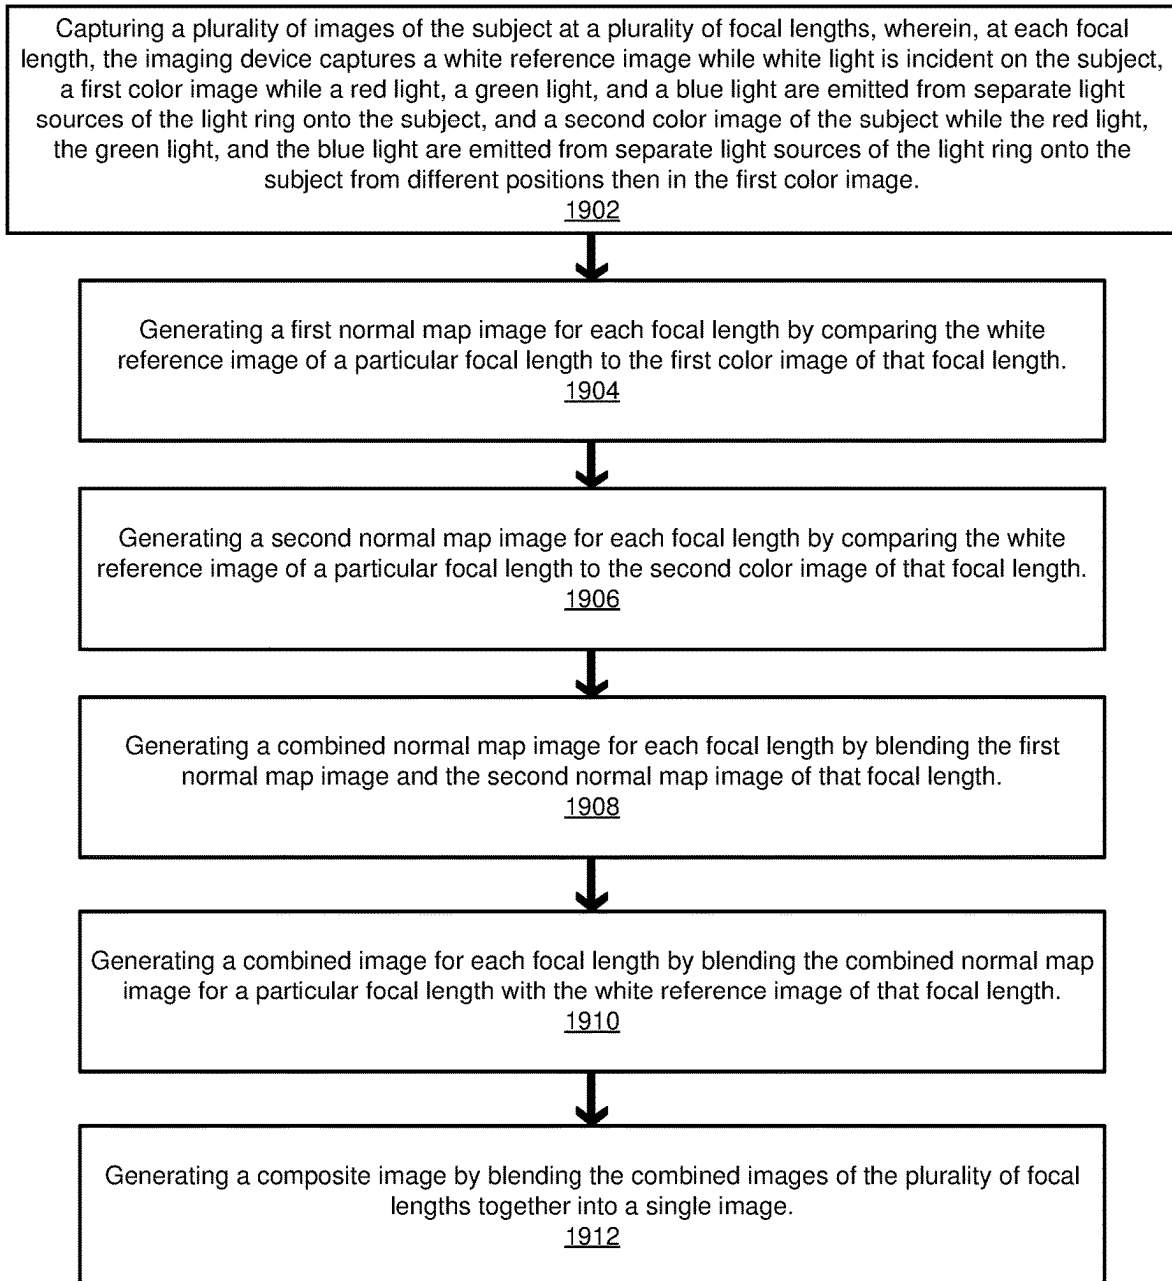 Capturing a plurality of images of the subject at a plurality of focal lengths, wherein, at each focal
length, the imaging device captures a white reference image while white light is incident on the subject,
a first color image while a red light, a green light, and a blue light are emitted from separate light
sources of the light ring onto the subject, and a second color image of the subject while the red light,
the green light, and the blue light are emitted from separate light sources of the light ring onto the
subject from different positions then in the first color image.
1902
Generating a first normal map image for each focal length by comparing the white
reference image of a particular focal length to the first color image of that focal length.
1904
Generating a second normal map image for each focal length by comparing the white
reference image of a particular focal length to the second color image of that focal length.
1906
Generating a combined normal map image for each focal length by blending the first
normal map image and the second normal map image of that focal length.
1908
Generating a combined image for each focal length by blending the combined normal map
image for a particular focal length with the white reference image of that focal length.
1910
Generating a composite image by blending the combined images of the plurality of focal
lengths together into a single image.
1912